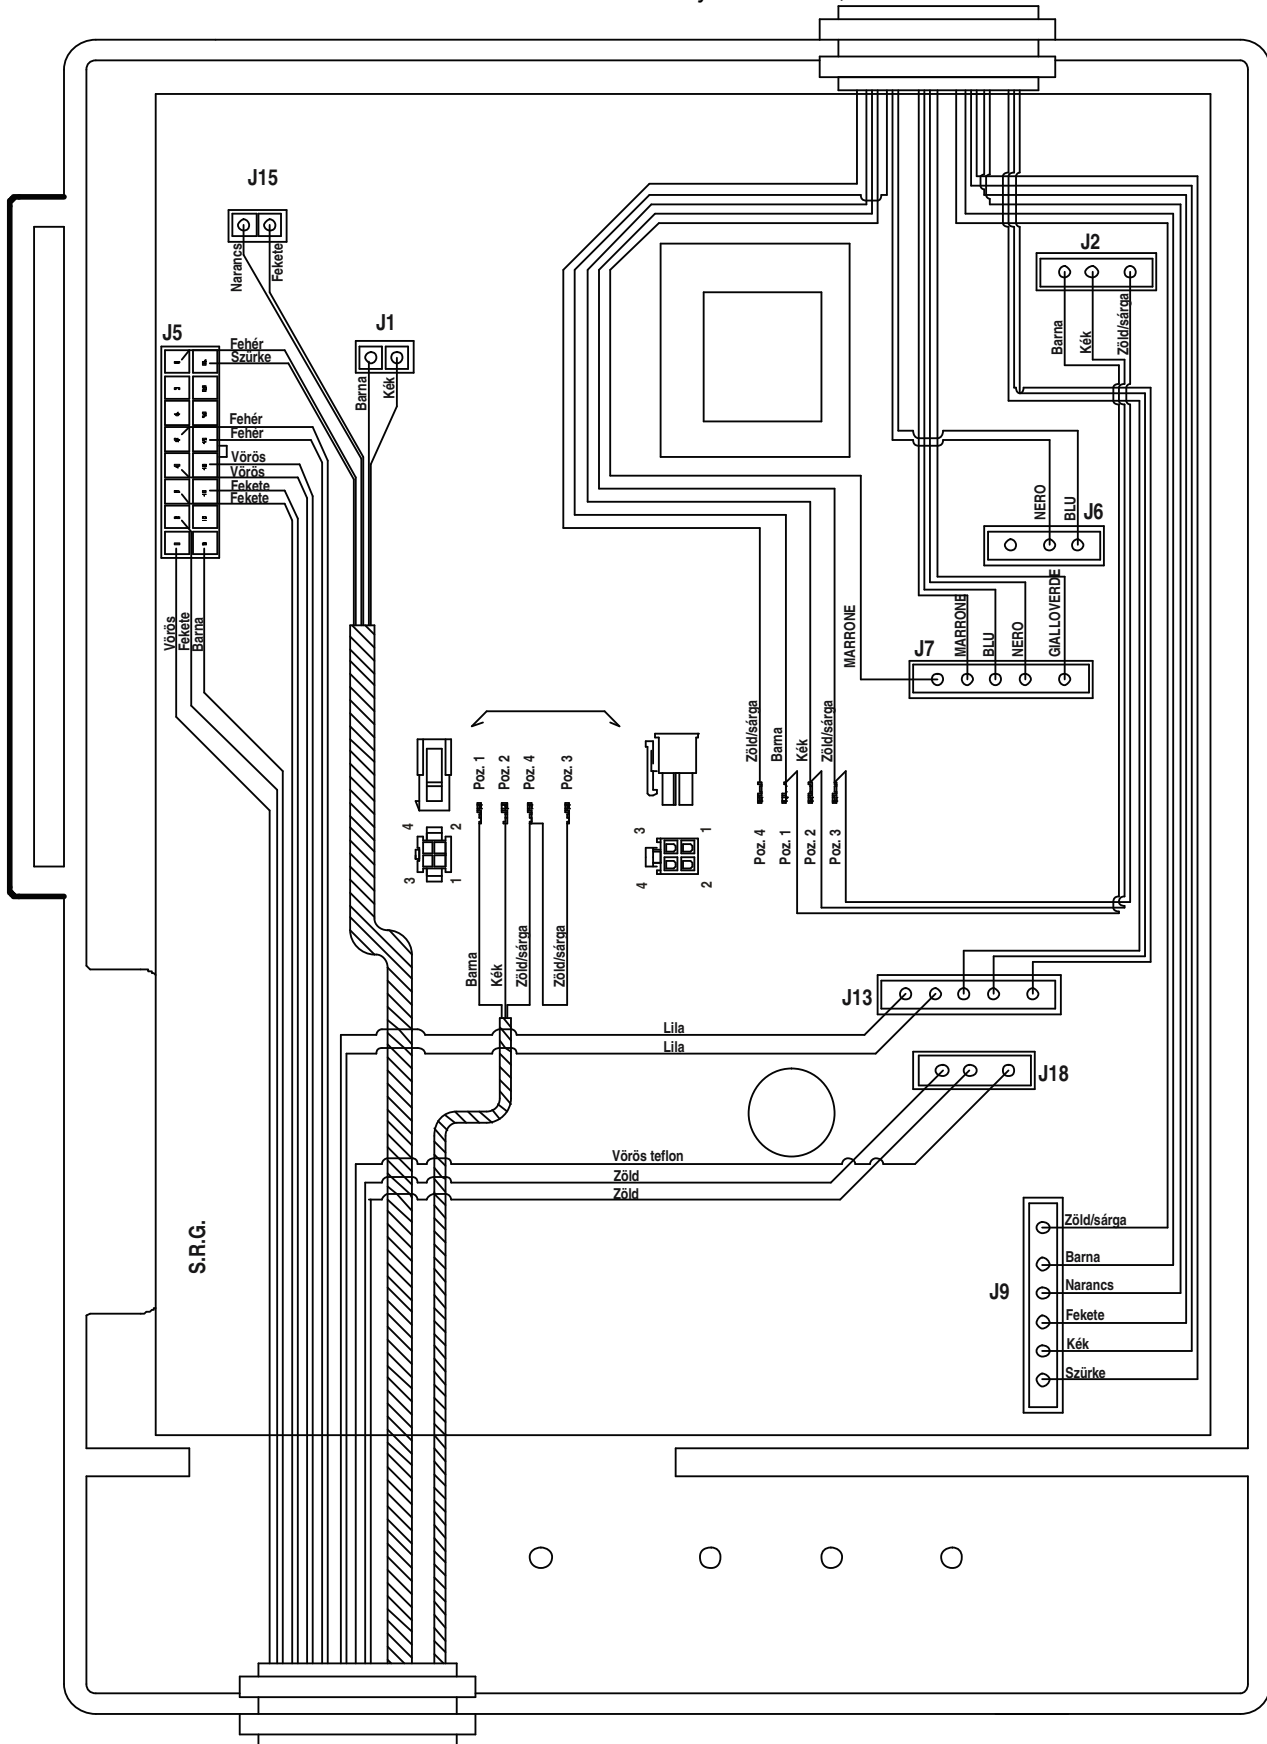 J15
Narancs
Fekete
J2
Barna
Kék
Zöld/sárga
J1
Barna
Kék
J5
Fehér
Szürke
Fehér
Fehér
Vörös
Vörös
Fekete
Fekete
Vörös
Fekete
Barna
NERO
BLU
J6
MARRONE
MARRONE
BLU
NERO
GIALLOVERDE
J7
Zöld/sárga
Barna
Kék
Zöld/sárga
Poz. 1
Poz. 2
Poz. 4
Poz. 3
4
2
3
1
3
1
4
2
Poz. 4
Poz. 1
Poz. 2
Poz. 3
Barna
Kék
Zöld/sárga
Zöld/sárga
J13
Lila
Lila
J18
Vörös teflon
Zöld
Zöld
S.R.G.
J9
Zöld/sárga
Barna
Narancs
Fekete
Kék
Szürke